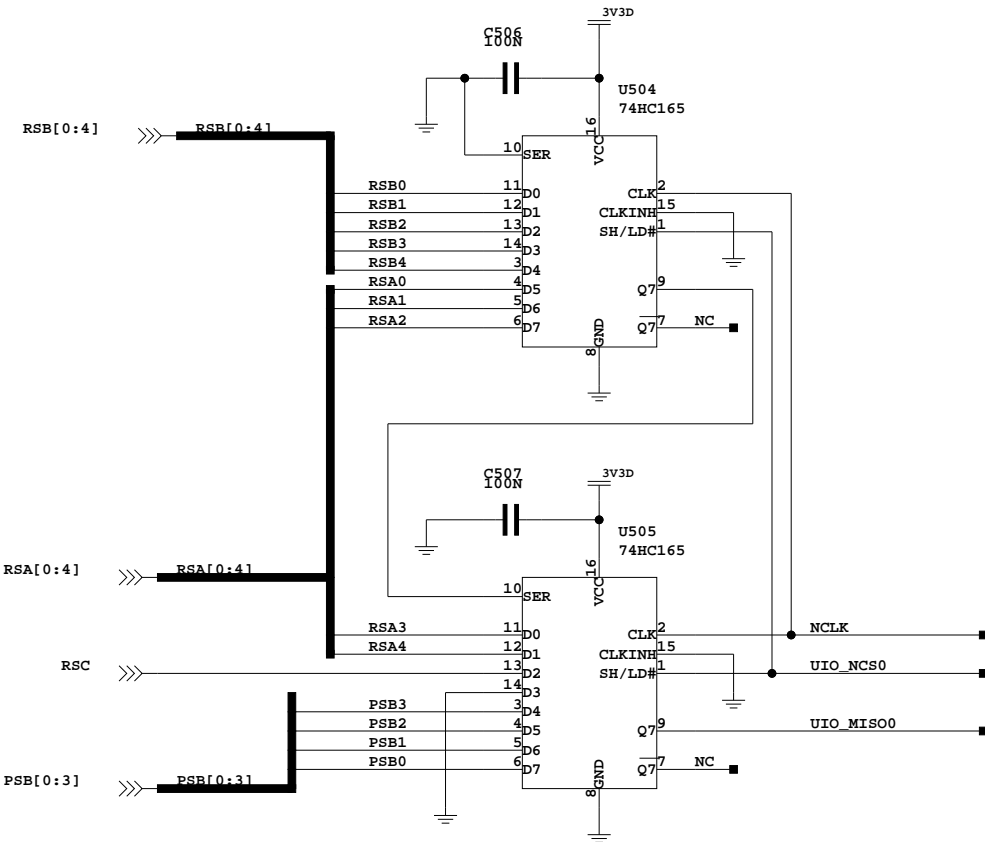 3V3D
C506
100N
U504
74HC165
RSB[0:4]
RSB[0:4]
16
VCC
10 SER
RSB0 11 D0
CLK 2
RSB1 12 D1
CLKINH 15
RSB2 13 D2
SH/LD# 1
RSB3 14 D3
RSB4 3 D4
RSA0 4 D5
Q7 9
RSA1 5 D6
RSA2 6 D7
Q7 7 NC
8 GND
3V3D
C507
100N
U505
74HC165
16
VCC
RSA[0:4]
RSA[0:4]
10 SER
RSA3 11 D0
CLK 2 NCLK
RSA4 12 D1
CLKINH 15
RSC
13 D2
SH/LD# 1 UIO_NCS0
14 D3
PSB3 3 D4
PSB2 4 D5
Q7 9 UIO_MISO0
PSB1 5 D6
PSB0 6 D7
Q7 7 NC
PSB[0:3]
PSB[0:3]
8 GND